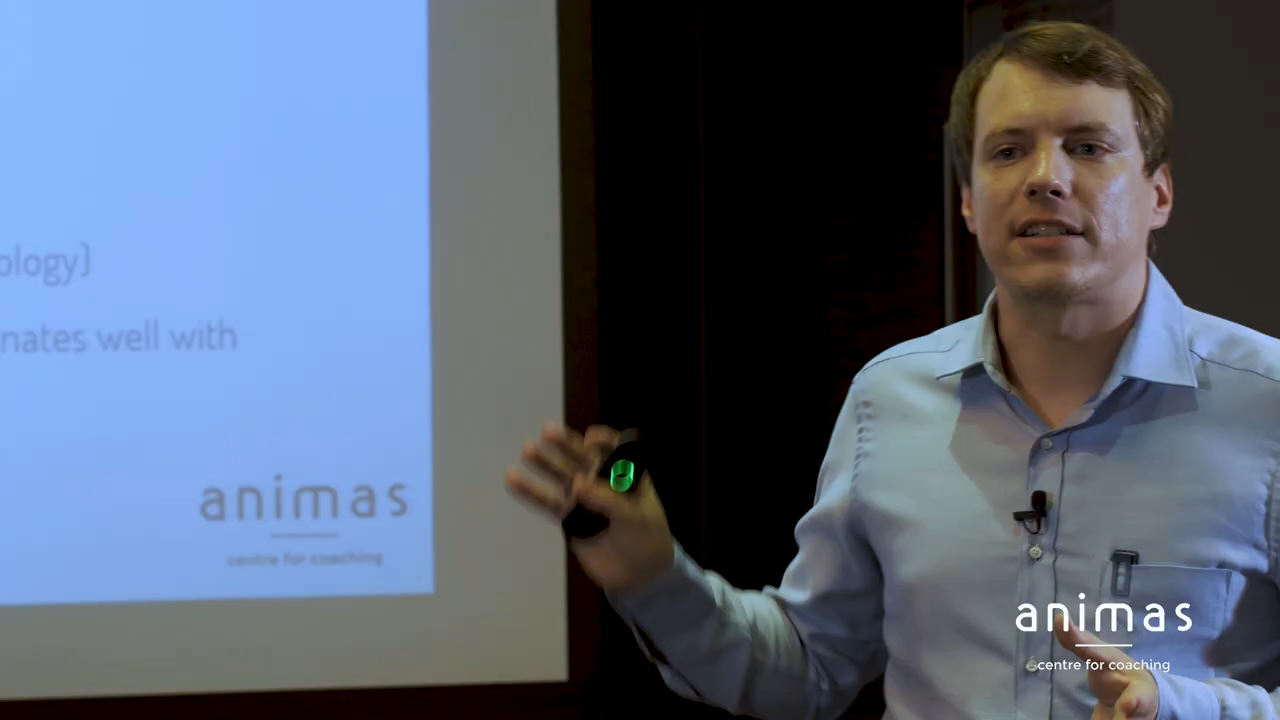 ology)
nates well with
animas
centre for coaching
animas
centre for coaching